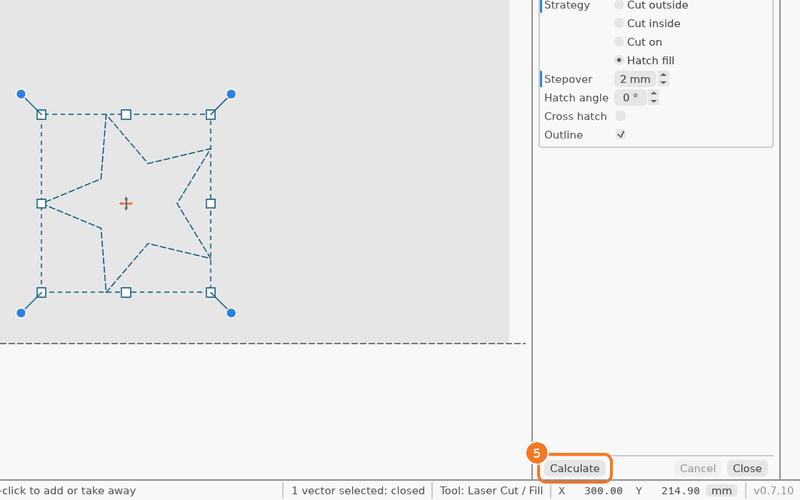 Strategy
Cut outside
Cut inside
Cut on
Hatch fill
Stepover 2 mm
Hatch angle 0 °
Cross hatch
Outline
5
Calculate Cancel Close
-click to add or take away 1 vector selected: closed Tool: Laser Cut / Fill X 300.00 Y 214.90 mm v0.7.10